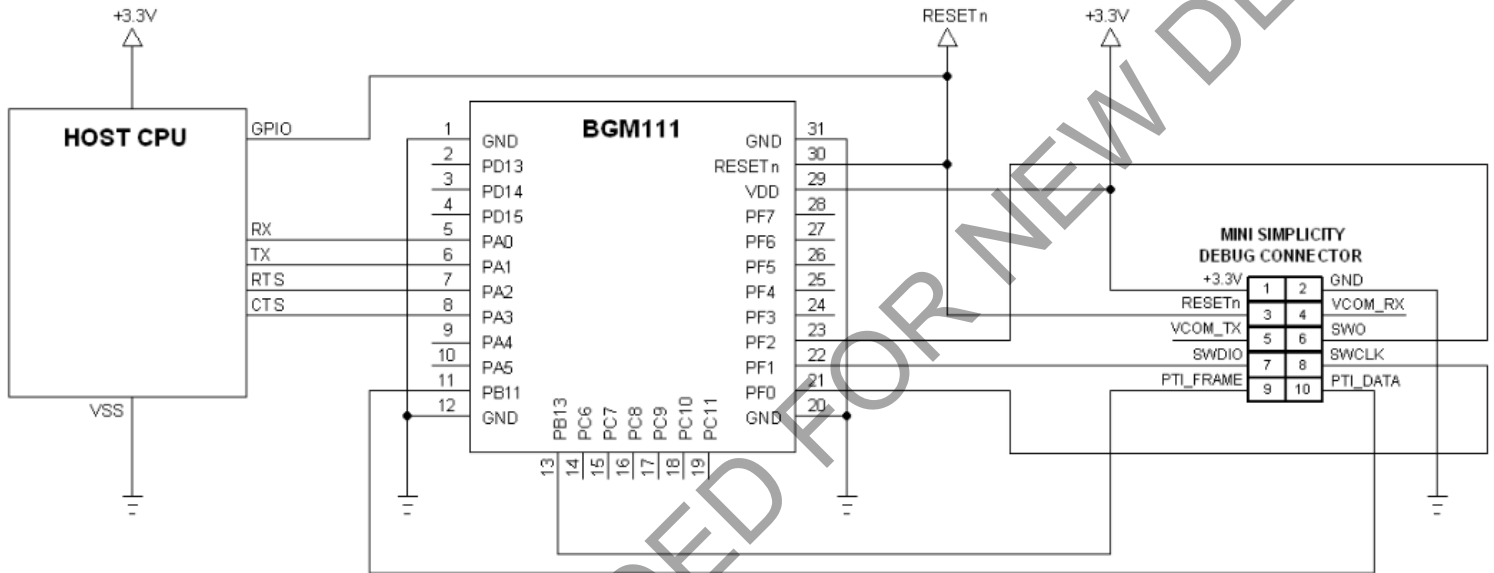 +3.3V
RESETn
+3.3V
HOST CPU
GPIO
RX
TX
RTS
CTS
VSS
BGM111
1 GND
2 PD13
3 PD14
4 PD15
5 PA0
6 PA1
7 PA2
8 PA3
9 PA4
10 PA5
11 PB11
12 GND
13 PB13
14 PC6
15 PC7
16 PC8
17 PC9
18 PC10
19 PC11
GND 31
RESETn 30
VDD 29
PF7 28
PF6 27
PF5 26
PF4 25
PF3 24
PF2 23
PF1 22
PF0 21
GND 20
MINI SIMPLICITY
DEBUG CONNECTOR
+3.3V 1 2 GND
RESETn 3 4 VCOM_RX
VCOM_TX 5 6 SWO
SWDIO 7 8 SWCLK
PTI_FRAME 9 10 PTI_DATA
ED FOR NEW DE